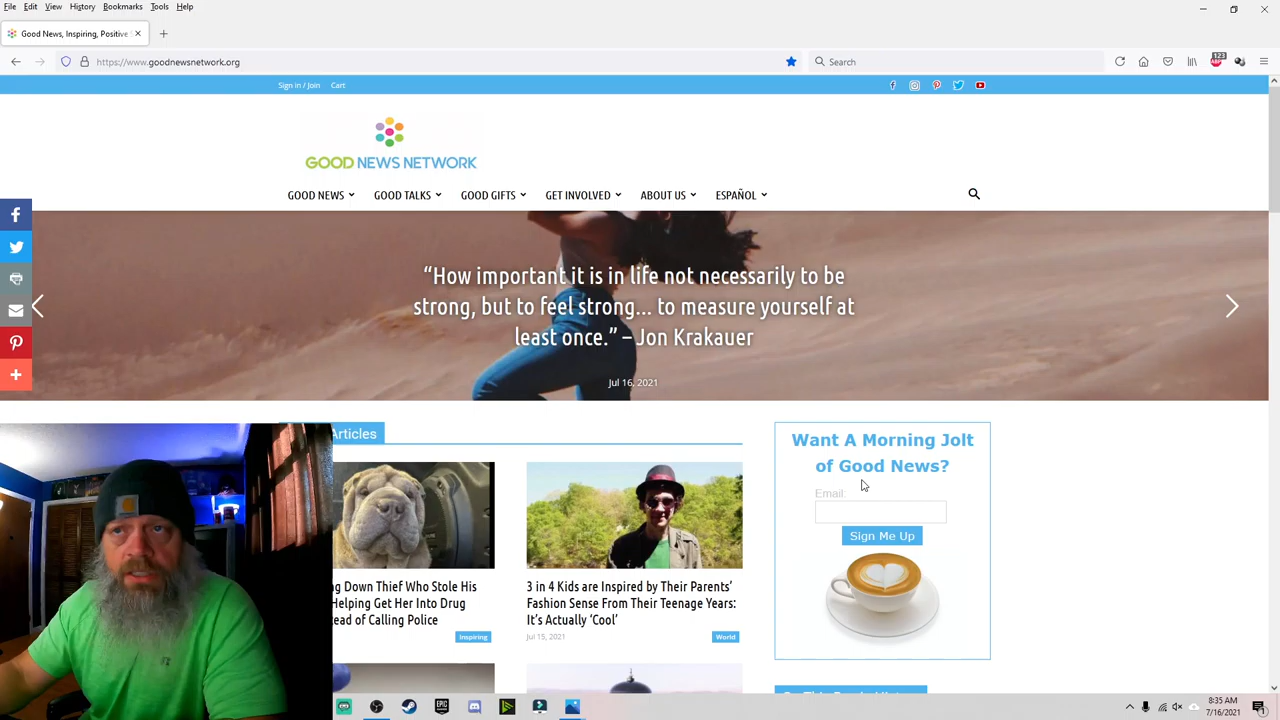 File Edit View History Bookmarks Tools Help
Good News, Inspiring, Positive
https://www.goodnewsnetwork.org
Search
123
ABP
Sign in / Join Cart
GOOD NEWS NETWORK
GOOD NEWS GOOD TALKS GOOD GIFTS GET INVOLVED ABOUT US ESPAÑOL
“How important it is in life not necessarily to be
strong, but to feel strong... to measure yourself at
least once.” – Jon Krakauer
Jul 16, 2021
Articles
ng Down Thief Who Stole His
Helping Get Her Into Drug
ead of Calling Police
Inspiring
3 in 4 Kids are Inspired by Their Parents’
Fashion Sense From Their Teenage Years:
It’s Actually ‘Cool’
Jul 15, 2021
World
Want A Morning Jolt
of Good News?
Email:
Sign Me Up
EPIC
8:35 AM
7/16/2021